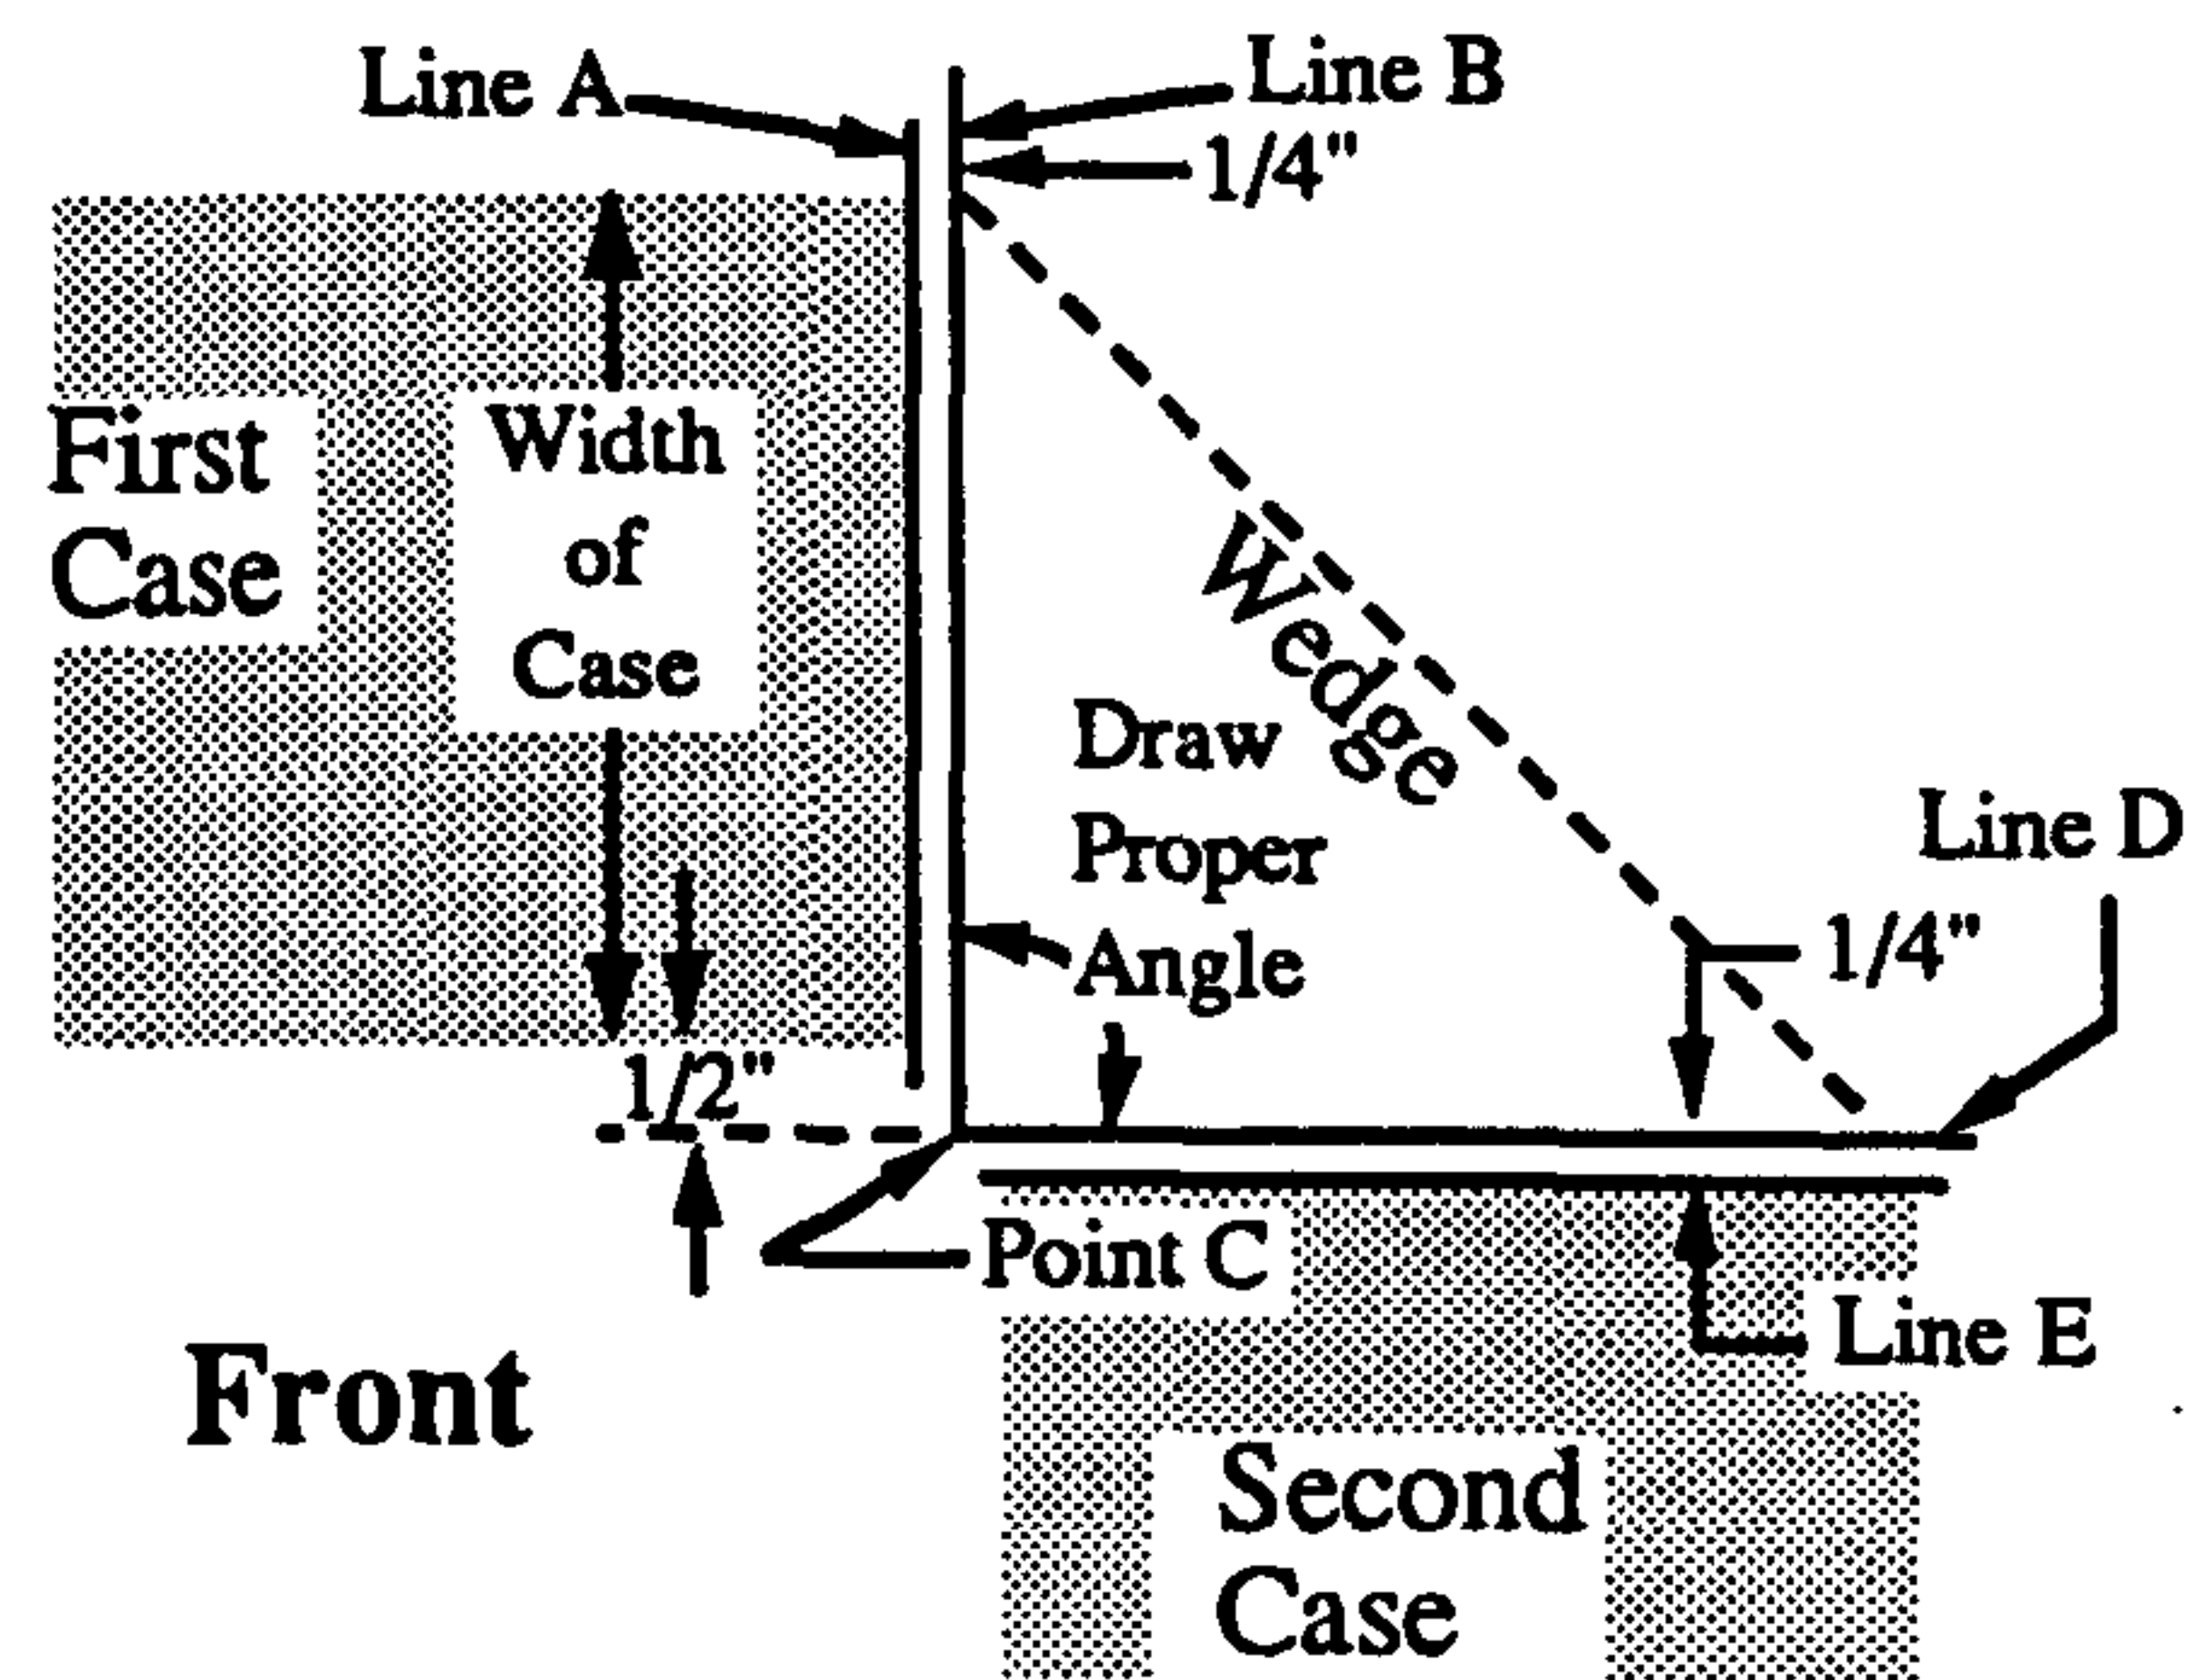 Line A
Line B
1/4"
First
Case
Width
of
Case
Wedge
Draw
Proper
Angle
Line D
1/4"
1/2"
Point C
Line E
Front
Second
Case